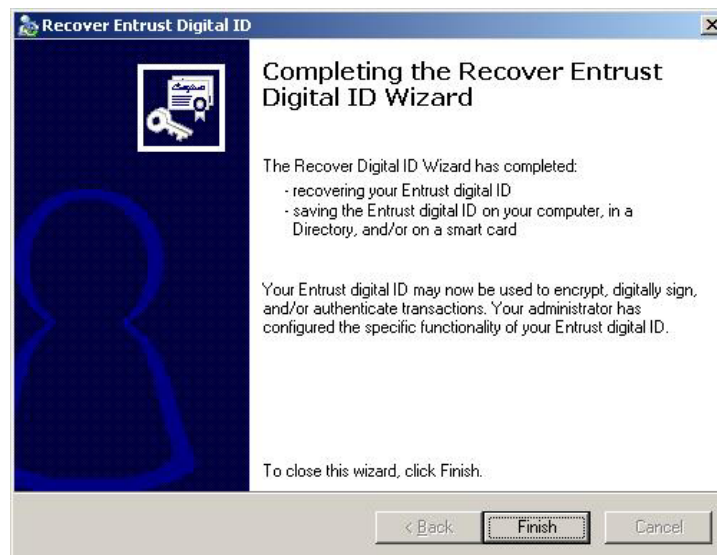 Recover Entrust Digital ID
Completing the Recover Entrust
Digital ID Wizard
The Recover Digital ID Wizard has completed:
- recovering your Entrust digital ID
- saving the Entrust digital ID on your computer, in a
Directory, and/or on a smart card
Your Entrust digital ID may now be used to encrypt, digitally sign,
and/or authenticate transactions. Your administrator has
configured the specific functionality of your Entrust digital ID.
To close this wizard, click Finish.
< Back
Finish
Cancel